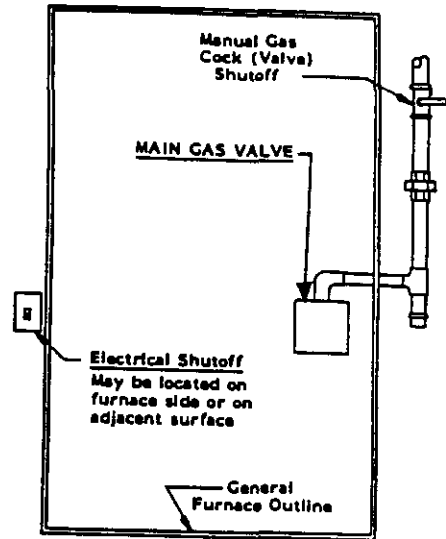 Manual Gas
Cock (Valve)
Shutoff
MAIN GAS VALVE
Electrical Shutoff
May be located on
furnace side or on
adjacent surface
General
Furnace Outline